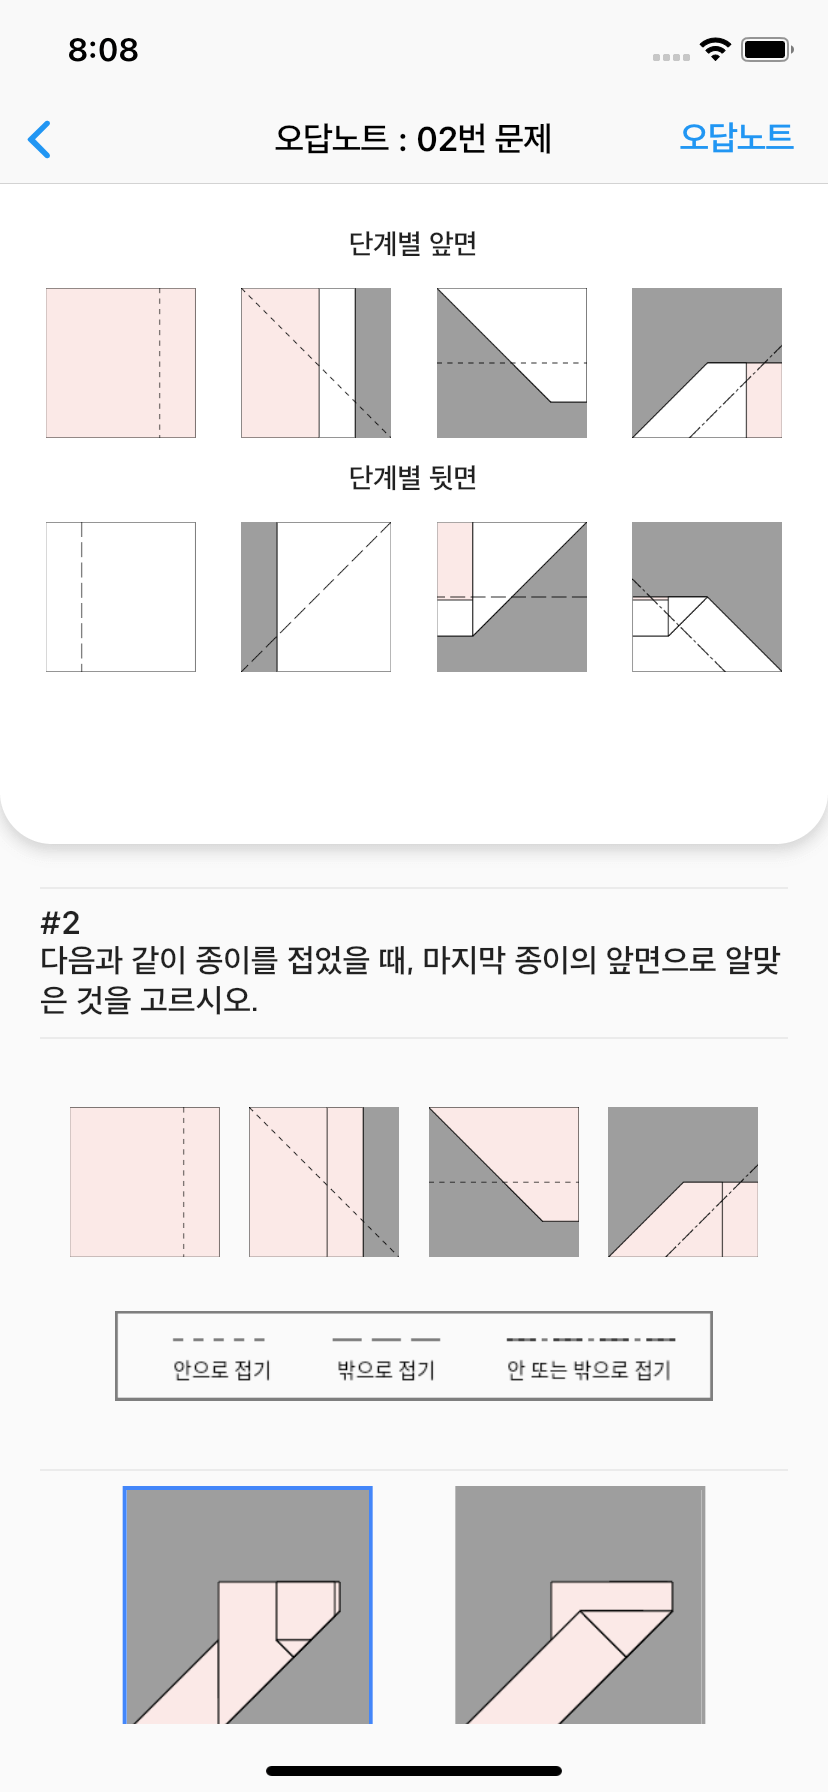 8:08
오답노트 : 02번 문제
오답노트
단계별 앞면
단계별 뒷면
#2
다음과 같이 종이를 접었을 때, 마지막 종이의 앞면으로 알맞
은 것을 고르시오.
안으로 접기
밖으로 접기
안 또는 밖으로 접기